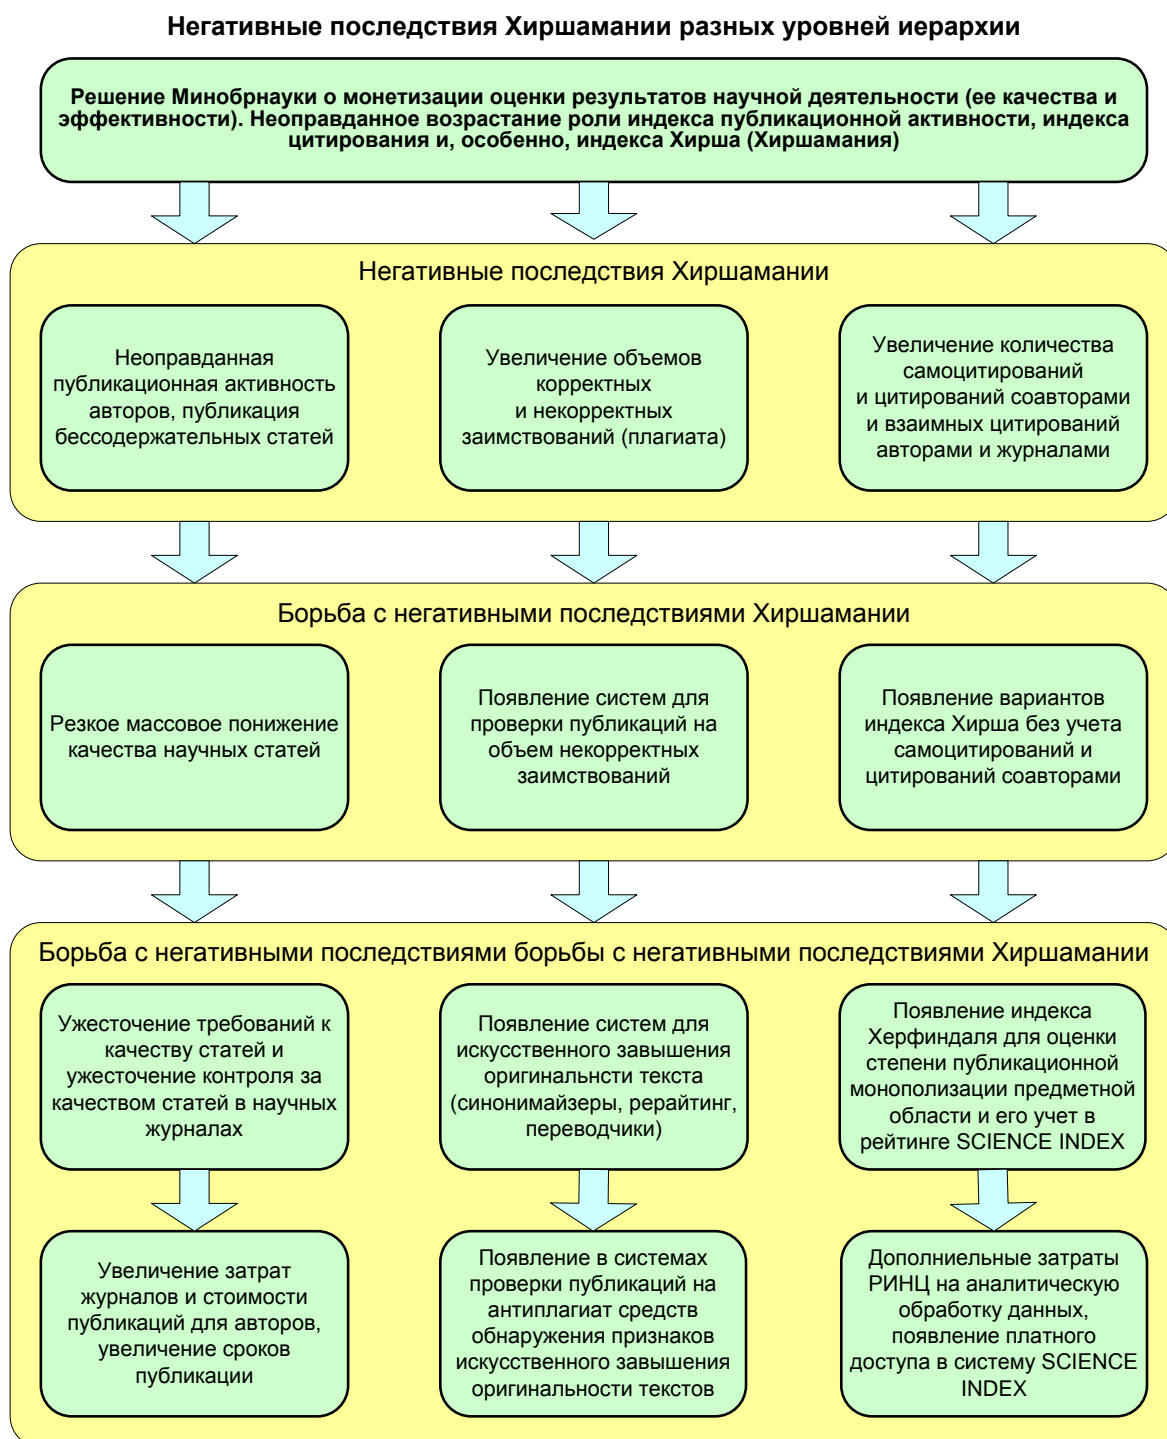 Негативные последствия Хиршамании разных уровней иерархии
Решение Минобрнауки о монетизации оценки результатов научной деятельности (ее качества и
эффективности). Неоправданное возрастание роли индекса публикационной активности, индекса
цитирования и, особенно, индекса Хирша (Хиршамания)
Негативные последствия Хиршамании
Неоправданная
публикационная активность
авторов, публикация
бессодержательных статей
Увеличение объемов
корректных
и некорректных
заимствований (плагиата)
Увеличение количества
самоцитирований
и цитирований соавторами
и взаимных цитирований
авторами и журналами
Борьба с негативными последствиями Хиршамании
Резкое массовое понижение
качества научных статей
Появление систем для
проверки публикаций на
объем некорректных
заимствований
Появление вариантов
индекса Хирша без учета
самоцитирований и
цитирований соавторами
Борьба с негативными последствиями борьбы с негативными последствиями Хиршамании
Ужесточение требований к
качеству статей и
ужесточение контроля за
качеством статей в научных
журналах
Появление систем для
искусственного завышения
оригинальнсти текста
(синонимайзеры, рерайтинг,
переводчики)
Появление индекса
Херфиндаля для оценки
степени публикационной
монополизации предметной
области и его учет в
рейтинге SCIENCE INDEX
Увеличение затрат
журналов и стоимости
публикаций для авторов,
увеличение сроков
публикации
Появление в системах
проверки публикаций на
антиплагиат средств
обнаружения признаков
искусственного завышения
оригинальности текстов
Дополниельные затраты
РИНЦ на аналитическую
обработку данных,
появление платного
доступа в систему SCIENCE
INDEX